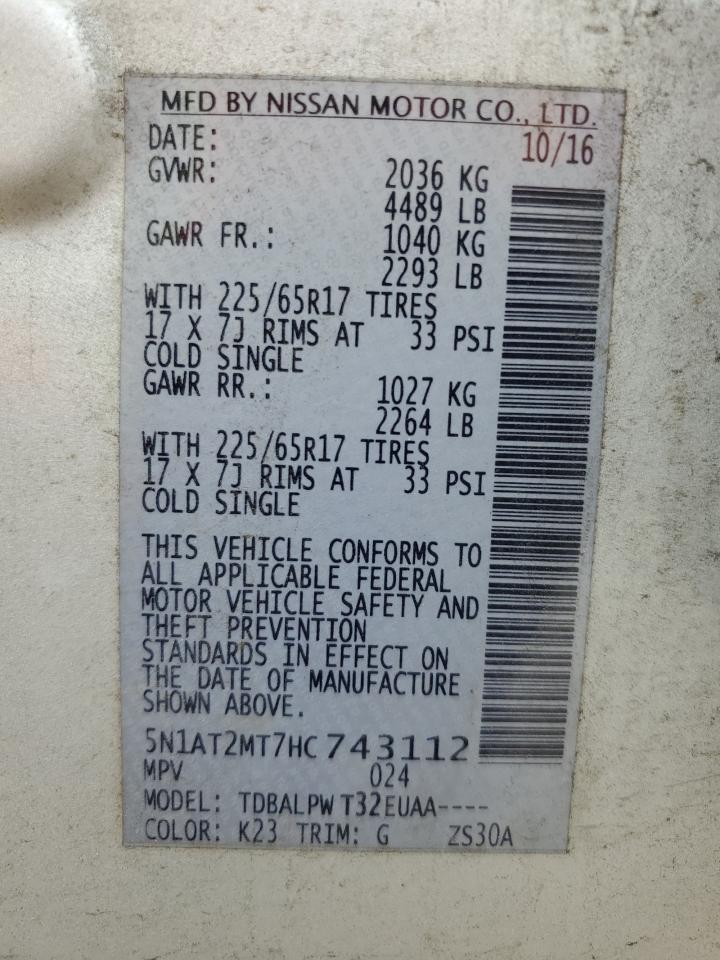 MFD BY NISSAN MOTOR CO., LTD.
DATE: 10/16
GVWR: 2036 KG
4489 LB
GAWR FR.: 1040 KG
2293 LB
WITH 225/65R17 TIRES
17 X 7J RIMS AT 33 PSI
COLD SINGLE
GAWR RR.: 1027 KG
2264 LB
WITH 225/65R17 TIRES
17 X 7J RIMS AT 33 PSI
COLD SINGLE
THIS VEHICLE CONFORMS TO
ALL APPLICABLE FEDERAL
MOTOR VEHICLE SAFETY AND
THEFT PREVENTION
STANDARDS IN EFFECT ON
THE DATE OF MANUFACTURE
SHOWN ABOVE.
5N1AT2MT7HC743112
MPV 024
MODEL: TDBALPW T32EUAA----
COLOR: K23 TRIM: G ZS30A